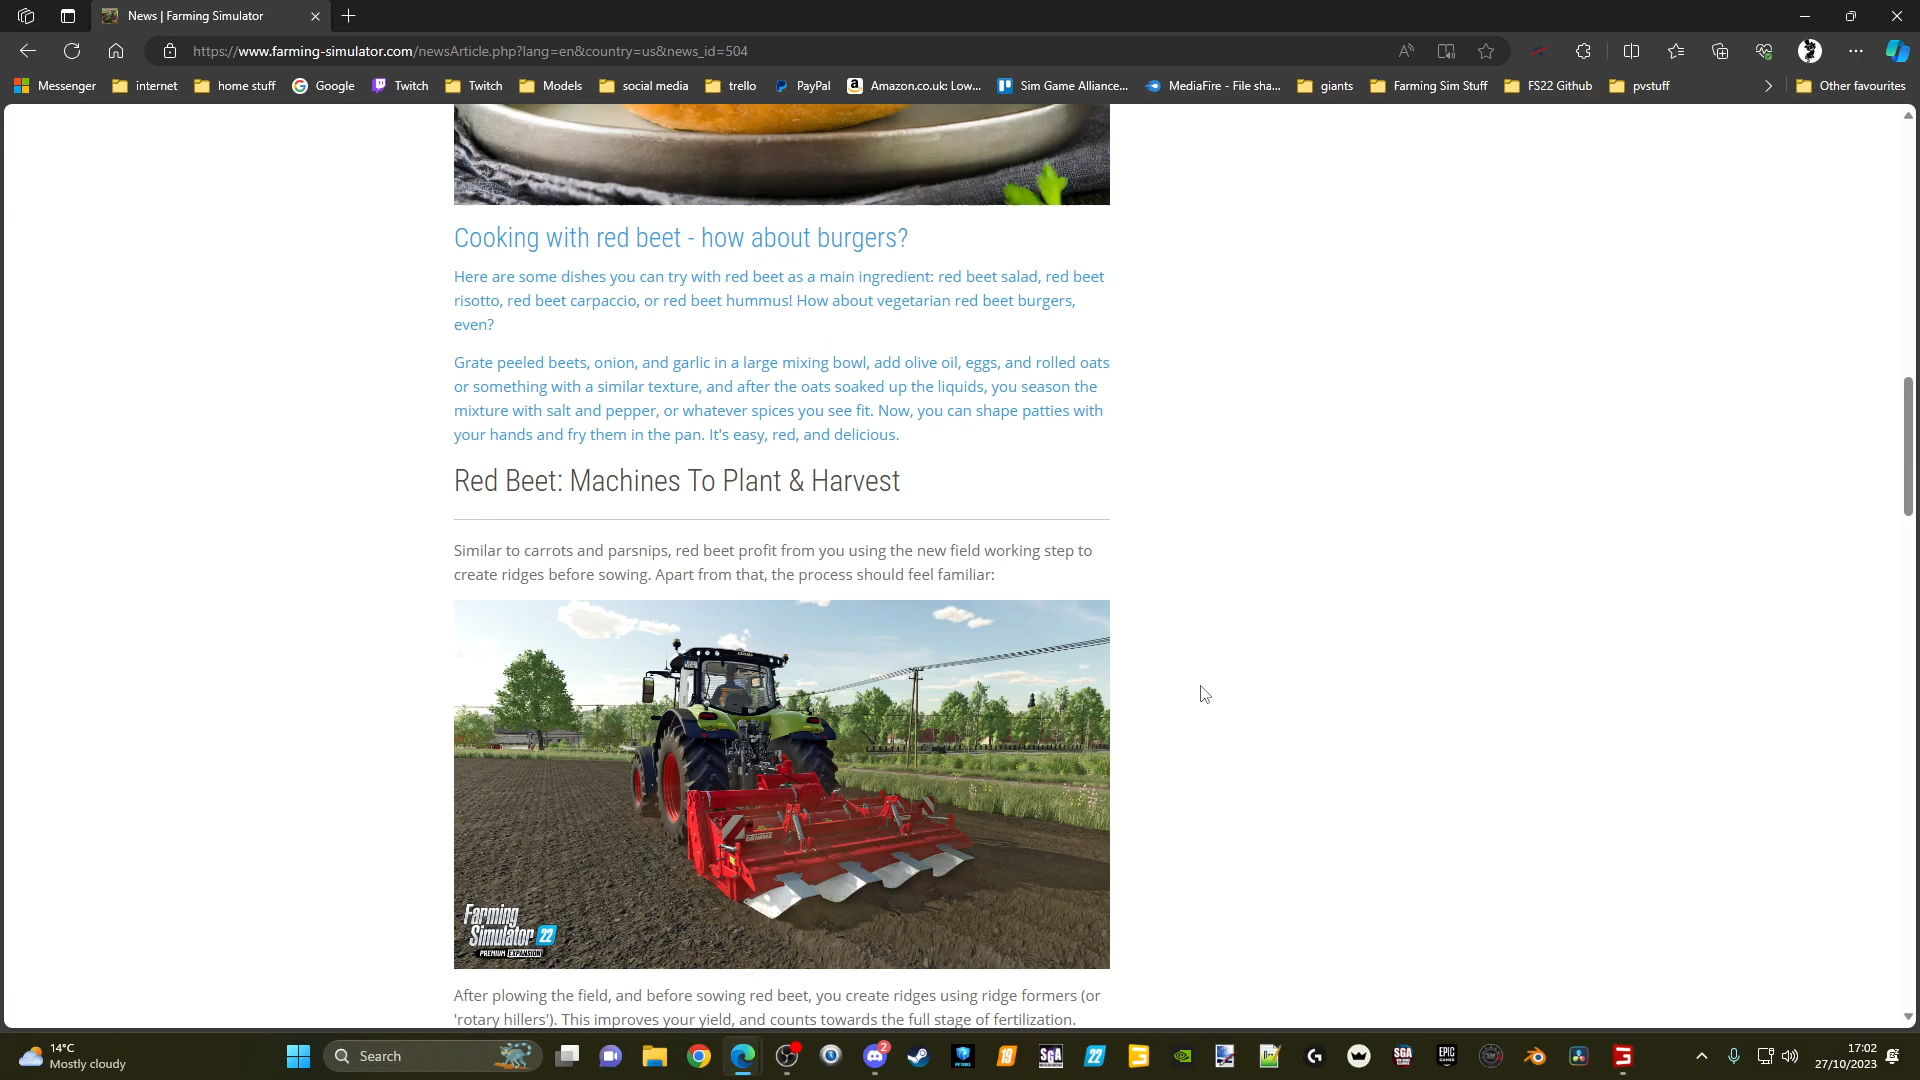 News | Farming Simulator
https://www.farming-simulator.com/newsArticle.php?lang=en&country=us&news_id=504
Messenger
internet
home stuff
Google
Twitch
Twitch
Models
social media
trello
PayPal
Amazon.co.uk: Low...
Sim Game Alliance...
MediaFire - File sha...
giants
Farming Sim Stuff
FS22 Github
pvstuff
Other favourites
Cooking with red beet - how about burgers?
Here are some dishes you can try with red beet as a main ingredient: red beet salad, red beet
risotto, red beet carpaccio, or red beet hummus! How about vegetarian red beet burgers,
even?
Grate peeled beets, onion, and garlic in a large mixing bowl, add olive oil, eggs, and rolled oats
or something with a similar texture, and after the oats soaked up the liquids, you season the
mixture with salt and pepper, or whatever spices you see fit. Now, you can shape patties with
your hands and fry them in the pan. It's easy, red, and delicious.
Red Beet: Machines To Plant & Harvest
Similar to carrots and parsnips, red beet profit from you using the new field working step to
create ridges before sowing. Apart from that, the process should feel familiar:
GRIMME
Farming
Simulator 22
PREMIUM EXPANSION
After plowing the field, and before sowing red beet, you create ridges using ridge formers (or
'rotary hillers'). This improves your yield, and counts towards the full stage of fertilization.
14°C
Mostly cloudy
Search
2
19
SGA
22
SGA
EPIC
GAMES
17:02
27/10/2023